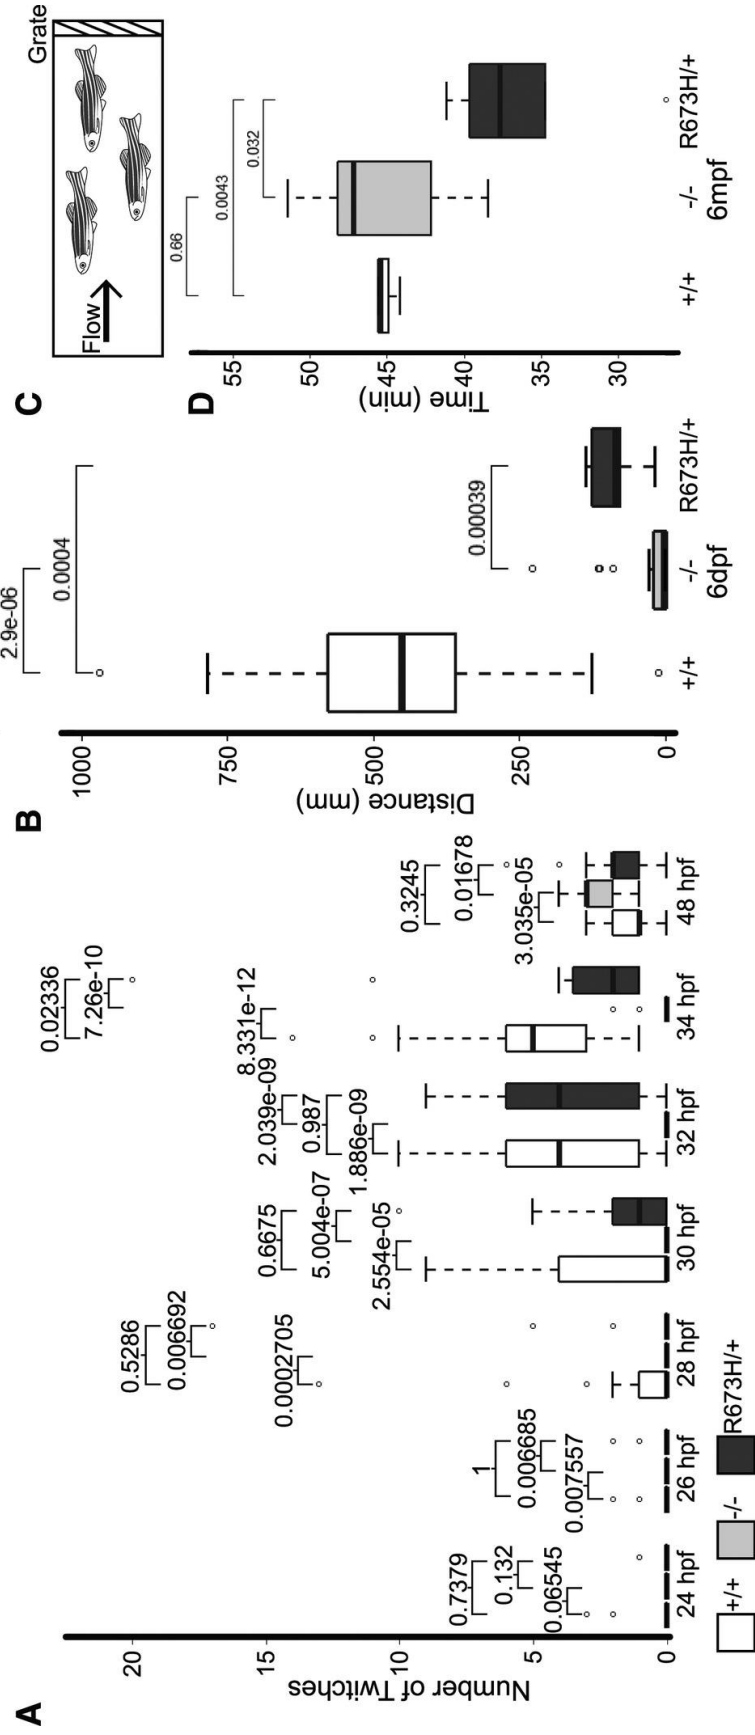 A
Number of Twitches
20
15
10
5
0
0.7379
0.132
0.06545
24 hpf
1
0.006685
0.007557
26 hpf
0.5286
0.006692
0.0002705
28 hpf
0.6675
5.004e-07
2.554e-05
30 hpf
2.039e-09
0.987
1.886e-09
32 hpf
0.02336
7.26e-10
8.331e-12
34 hpf
0.3245
0.01678
3.035e-05
48 hpf
+/+
-/-
R673H/+
B
Distance (mm)
1000
750
500
250
0
2.9e-06
0.0004
0.00039
+/+
-/-
R673H/+
6dpf
C
Flow
Grate
D
Time (min)
55
50
45
40
35
30
0.66
0.0043
0.032
+/+
-/-
R673H/+
6mpf